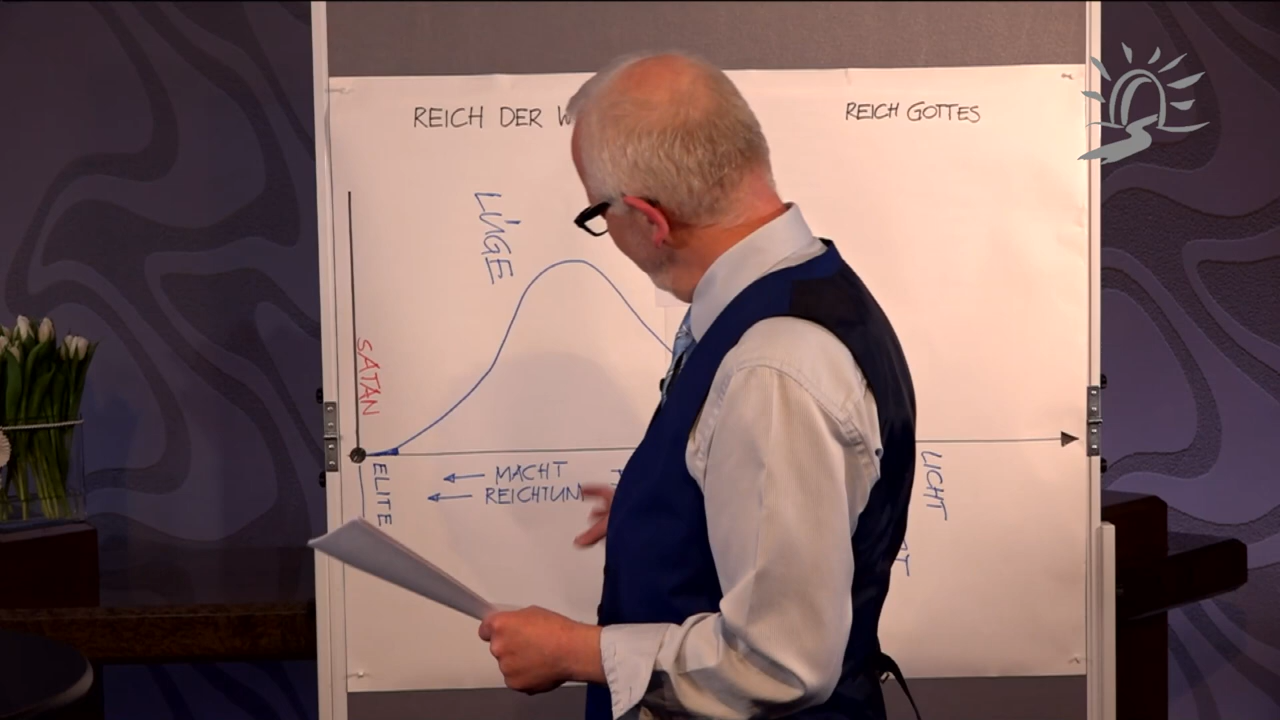 REICH DER W
REICH GOTTES
LÜGE
SATAN
ELITE
← MACHT
← REICHTUM
LICHT